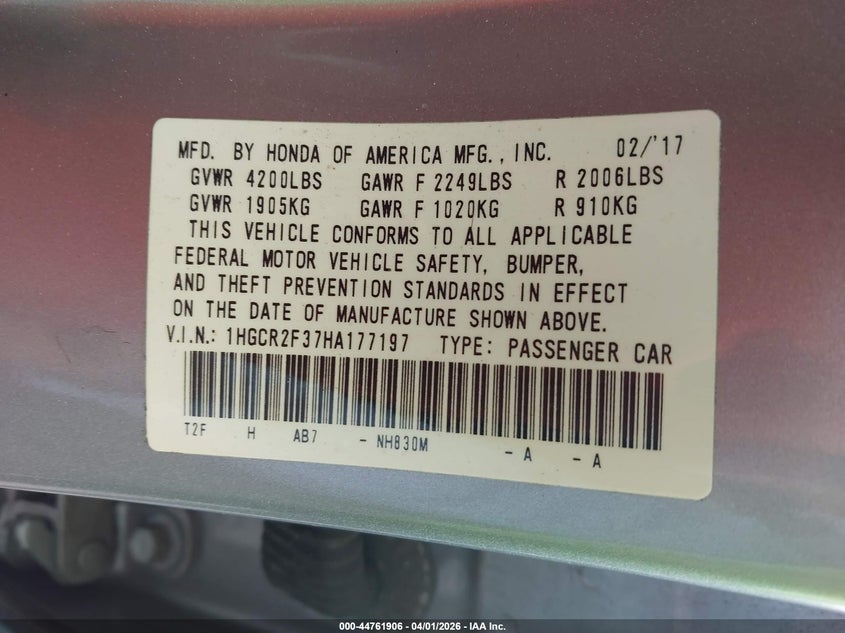 MFD. BY HONDA OF AMERICA MFG., INC. 02/'17
GVWR 4200LBS GAWR F 2249LBS R 2006LBS
GVWR 1905KG GAWR F 1020KG R 910KG
THIS VEHICLE CONFORMS TO ALL APPLICABLE
FEDERAL MOTOR VEHICLE SAFETY, BUMPER,
AND THEFT PREVENTION STANDARDS IN EFFECT
ON THE DATE OF MANUFACTURE SHOWN ABOVE.
V.I.N.: 1HGCR2F37HA177197 TYPE: PASSENGER CAR
T2F H AB7 - NH830M - A - A
000-44761906 - 04/01/2026 - IAA Inc.